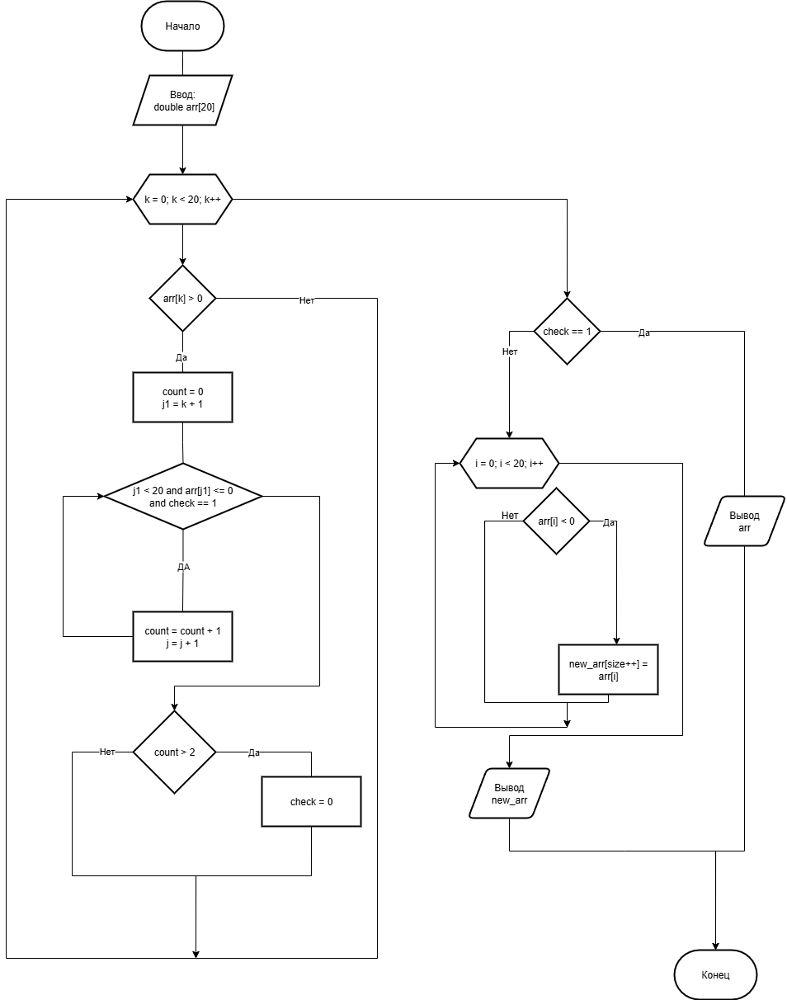 Начало
Ввод:
double arr[20]
k = 0; k < 20; k++
arr[k] > 0
Нет
Да
count = 0
j1 = k + 1
j1 < 20 and arr[j1] <= 0
and check == 1
ДА
count = count + 1
j = j + 1
count > 2
Нет
Да
check = 0
check == 1
Да
Нет
i = 0; i < 20; i++
arr[i] < 0
Нет
Да
new_arr[size++] =
arr[i]
Вывод
new_arr
Вывод
arr
Конец